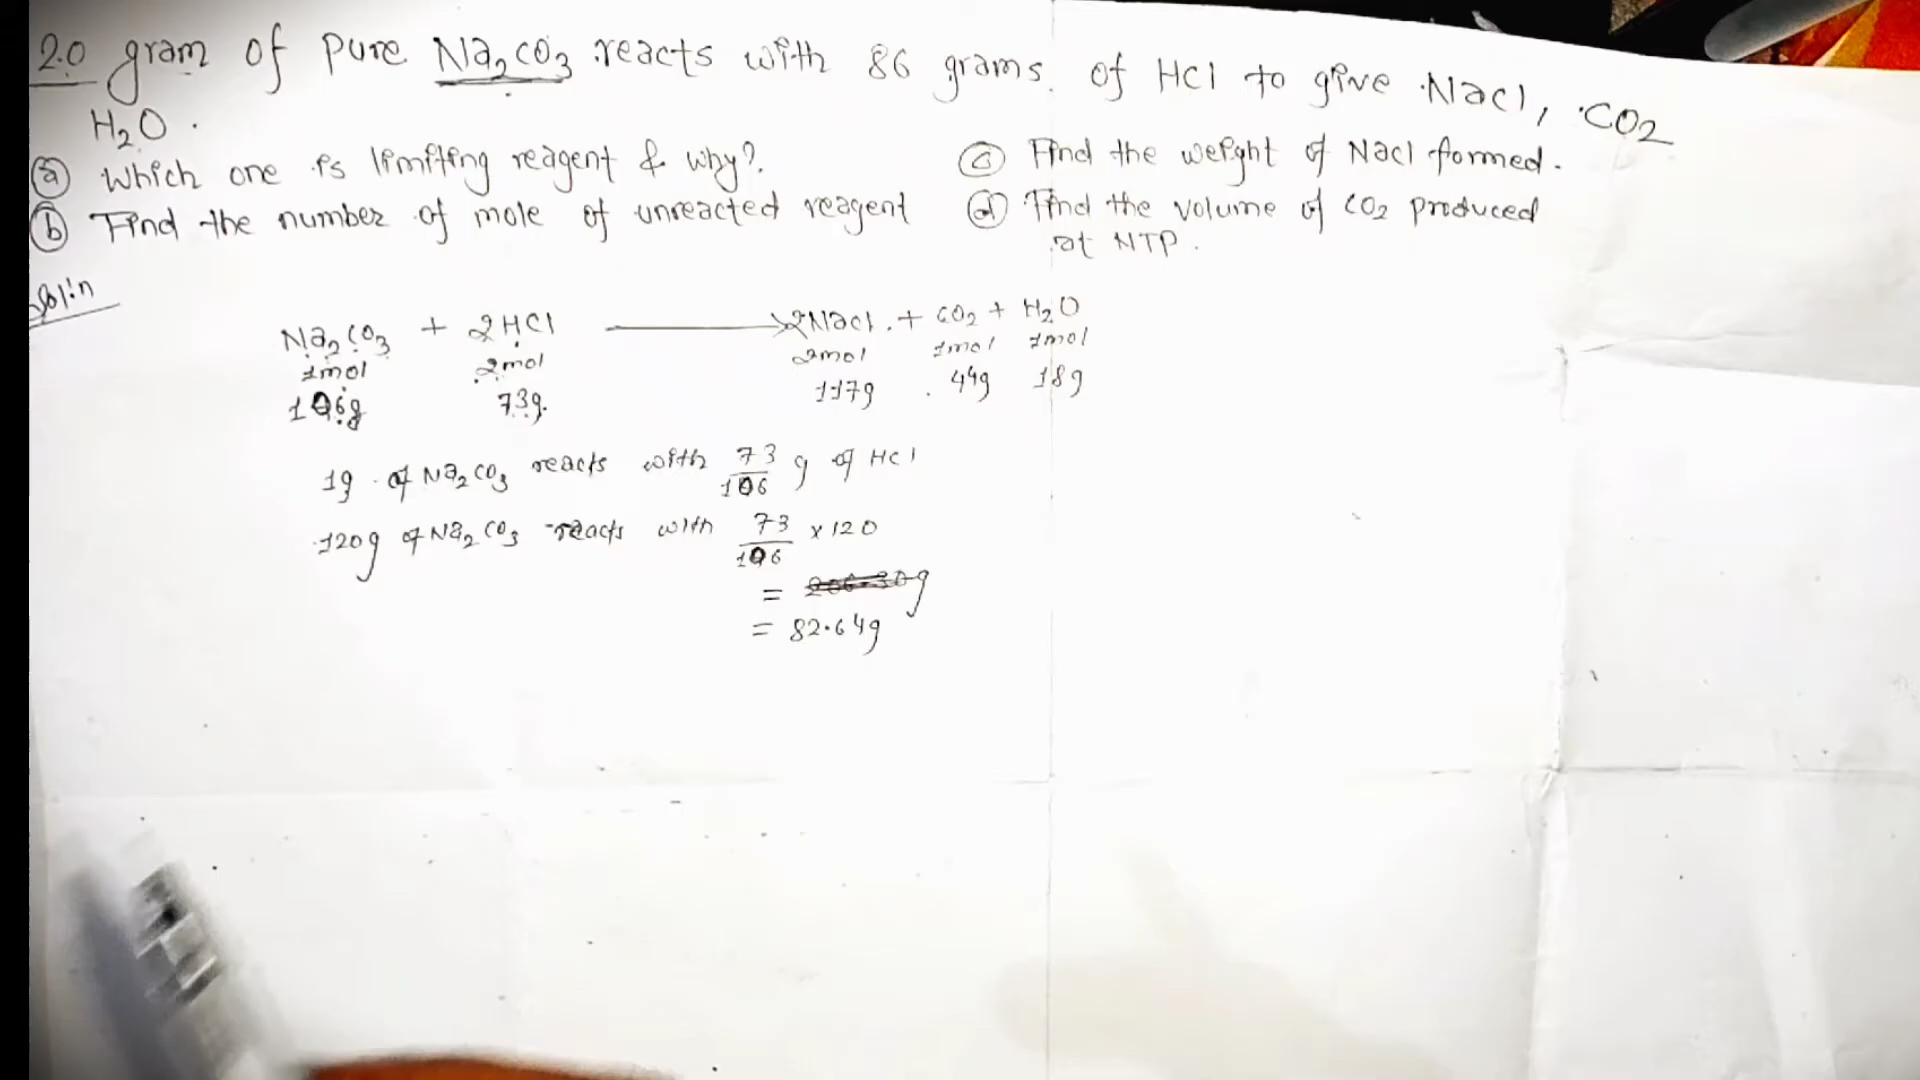 20 gram of pure Na2CO3 reacts with 86 grams of HCl to give NaCl, CO2
H2O.
(a) which one is limiting reagent & why?
(b) Find the number of mole of unreacted reagent
(c) Find the weight of NaCl formed.
(d) Find the volume of CO2 produced
at NTP.
Sol:n
Na2CO3 + 2HCl → 2NaCl + CO2 + H2O
1mol 2mol 2mol 1mol 1mol
106g 73g. 117g 44g 18g
1g of Na2CO3 reacts with 73/106 g of HCl
120g of Na2CO3 reacts with 73/106 x 120
= g
= 82.64g